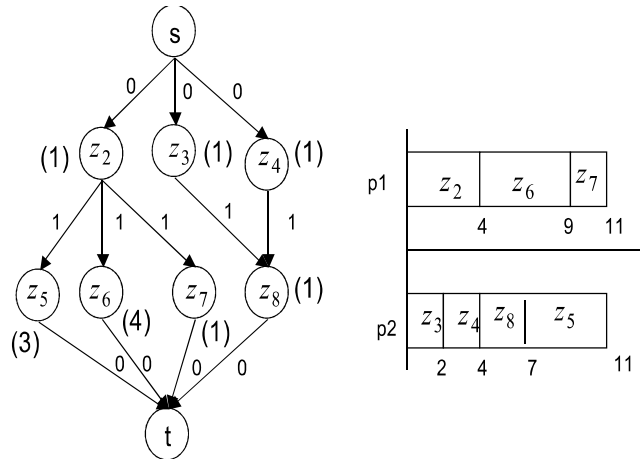 s
0 0 0
(1) z2 z3 (1) z4 (1)
1 1 1 1 1
z5 z6 z7 z8 (1)
(3) (4) (1)
0 0 0 0
t
p1 z2 z6 z7
4 9 11
p2 z3 z4 z8 z5
2 4 7 11